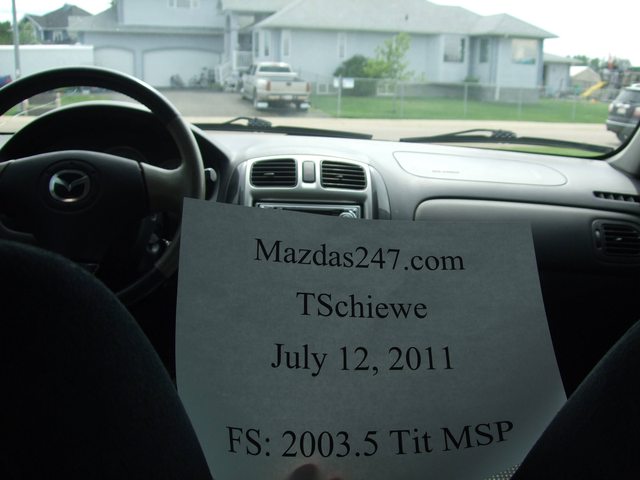 Mazdas247.com
TSchiewe
July 12, 2011
FS: 2003.5 Tit MSP